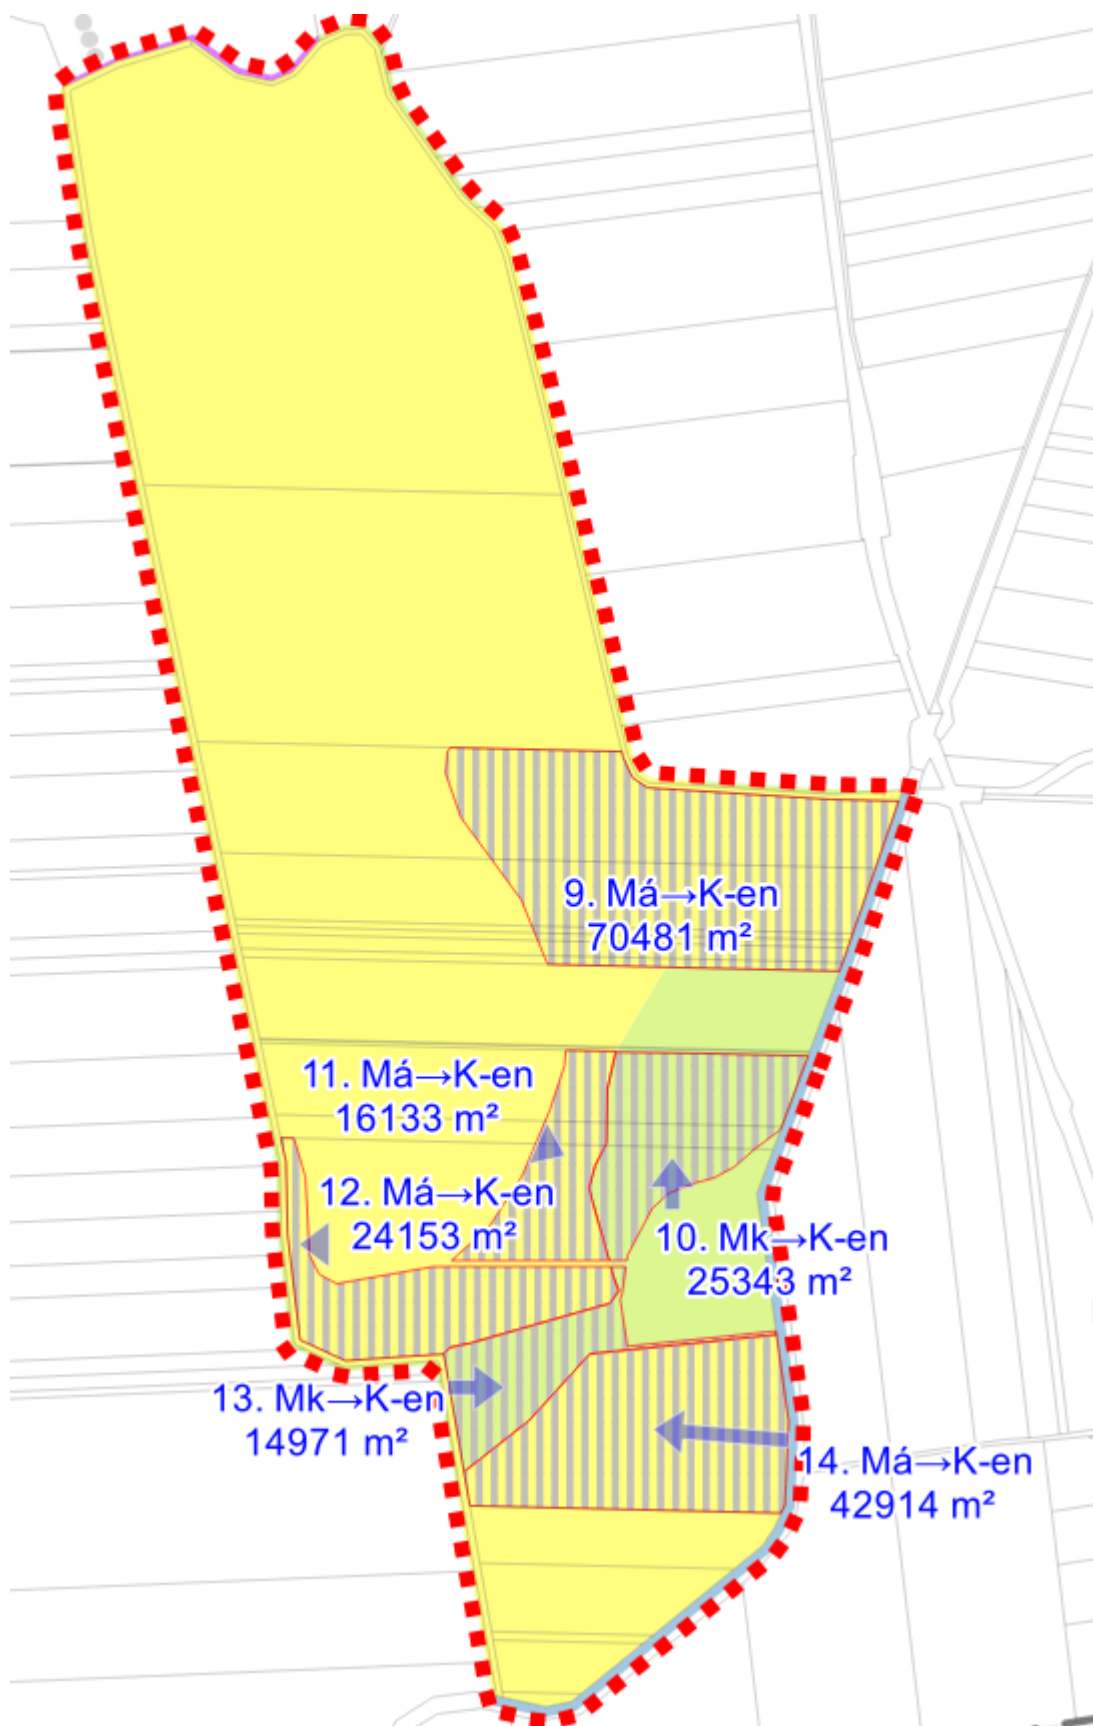 9. Má→K-en
70481 m²
11. Má→K-en
16133 m²
12. Má→K-en
24153 m²
10. Mk→K-en
25343 m²
13. Mk→K-en
14971 m²
14. Má→K-en
42914 m²